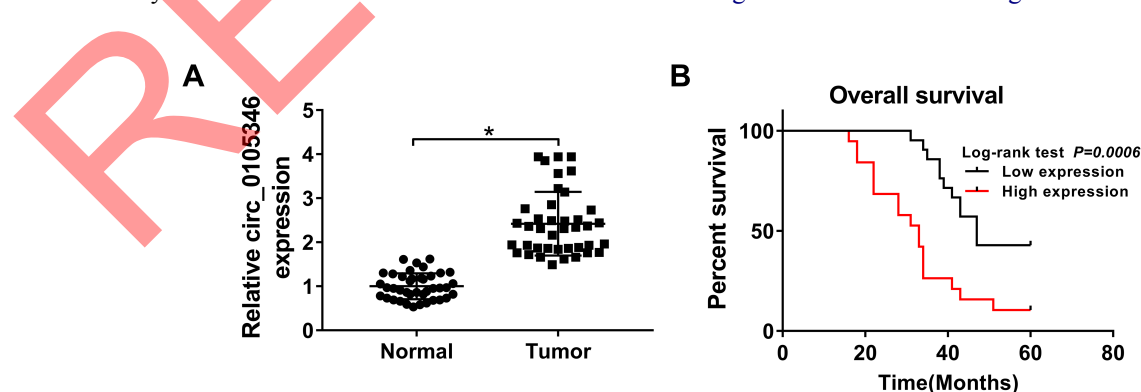 RE
A
B
Relative circ_0105346
expression
5
4
3
2
1
0
*
Normal
Tumor
Overall survival
Percent survival
100
50
0
Log-rank test P=0.0006
Low expression
High expression
0
20
40
60
80
Time(Months)